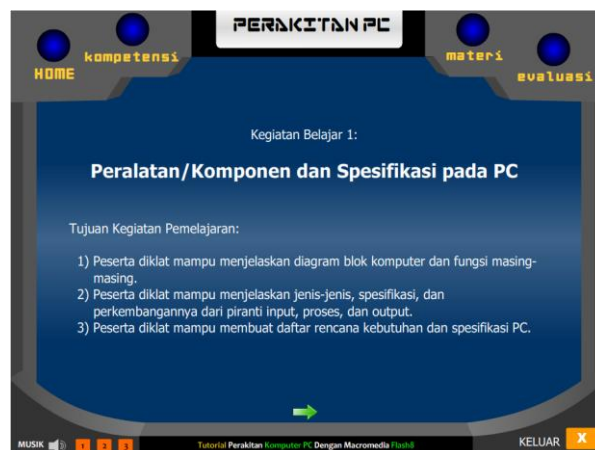 PERAKITAN PC
kompetensi
materi
HOME
evaluasi
Kegiatan Belajar 1:
Peralatan/Komponen dan Spesifikasi pada PC
Tujuan Kegiatan Pemelajaran:
1) Peserta diklat mampu menjelaskan diagram blok komputer dan fungsi masing-
masing.
2) Peserta diklat mampu menjelaskan jenis-jenis, spesifikasi, dan
perkembangannya dari piranti input, proses, dan output.
3) Peserta diklat mampu membuat daftar rencana kebutuhan dan spesifikasi PC.
MUSIK 1 2 3 Tutorial Perakitan Komputer PC Dengan Macromedia Flash8 KELUAR X